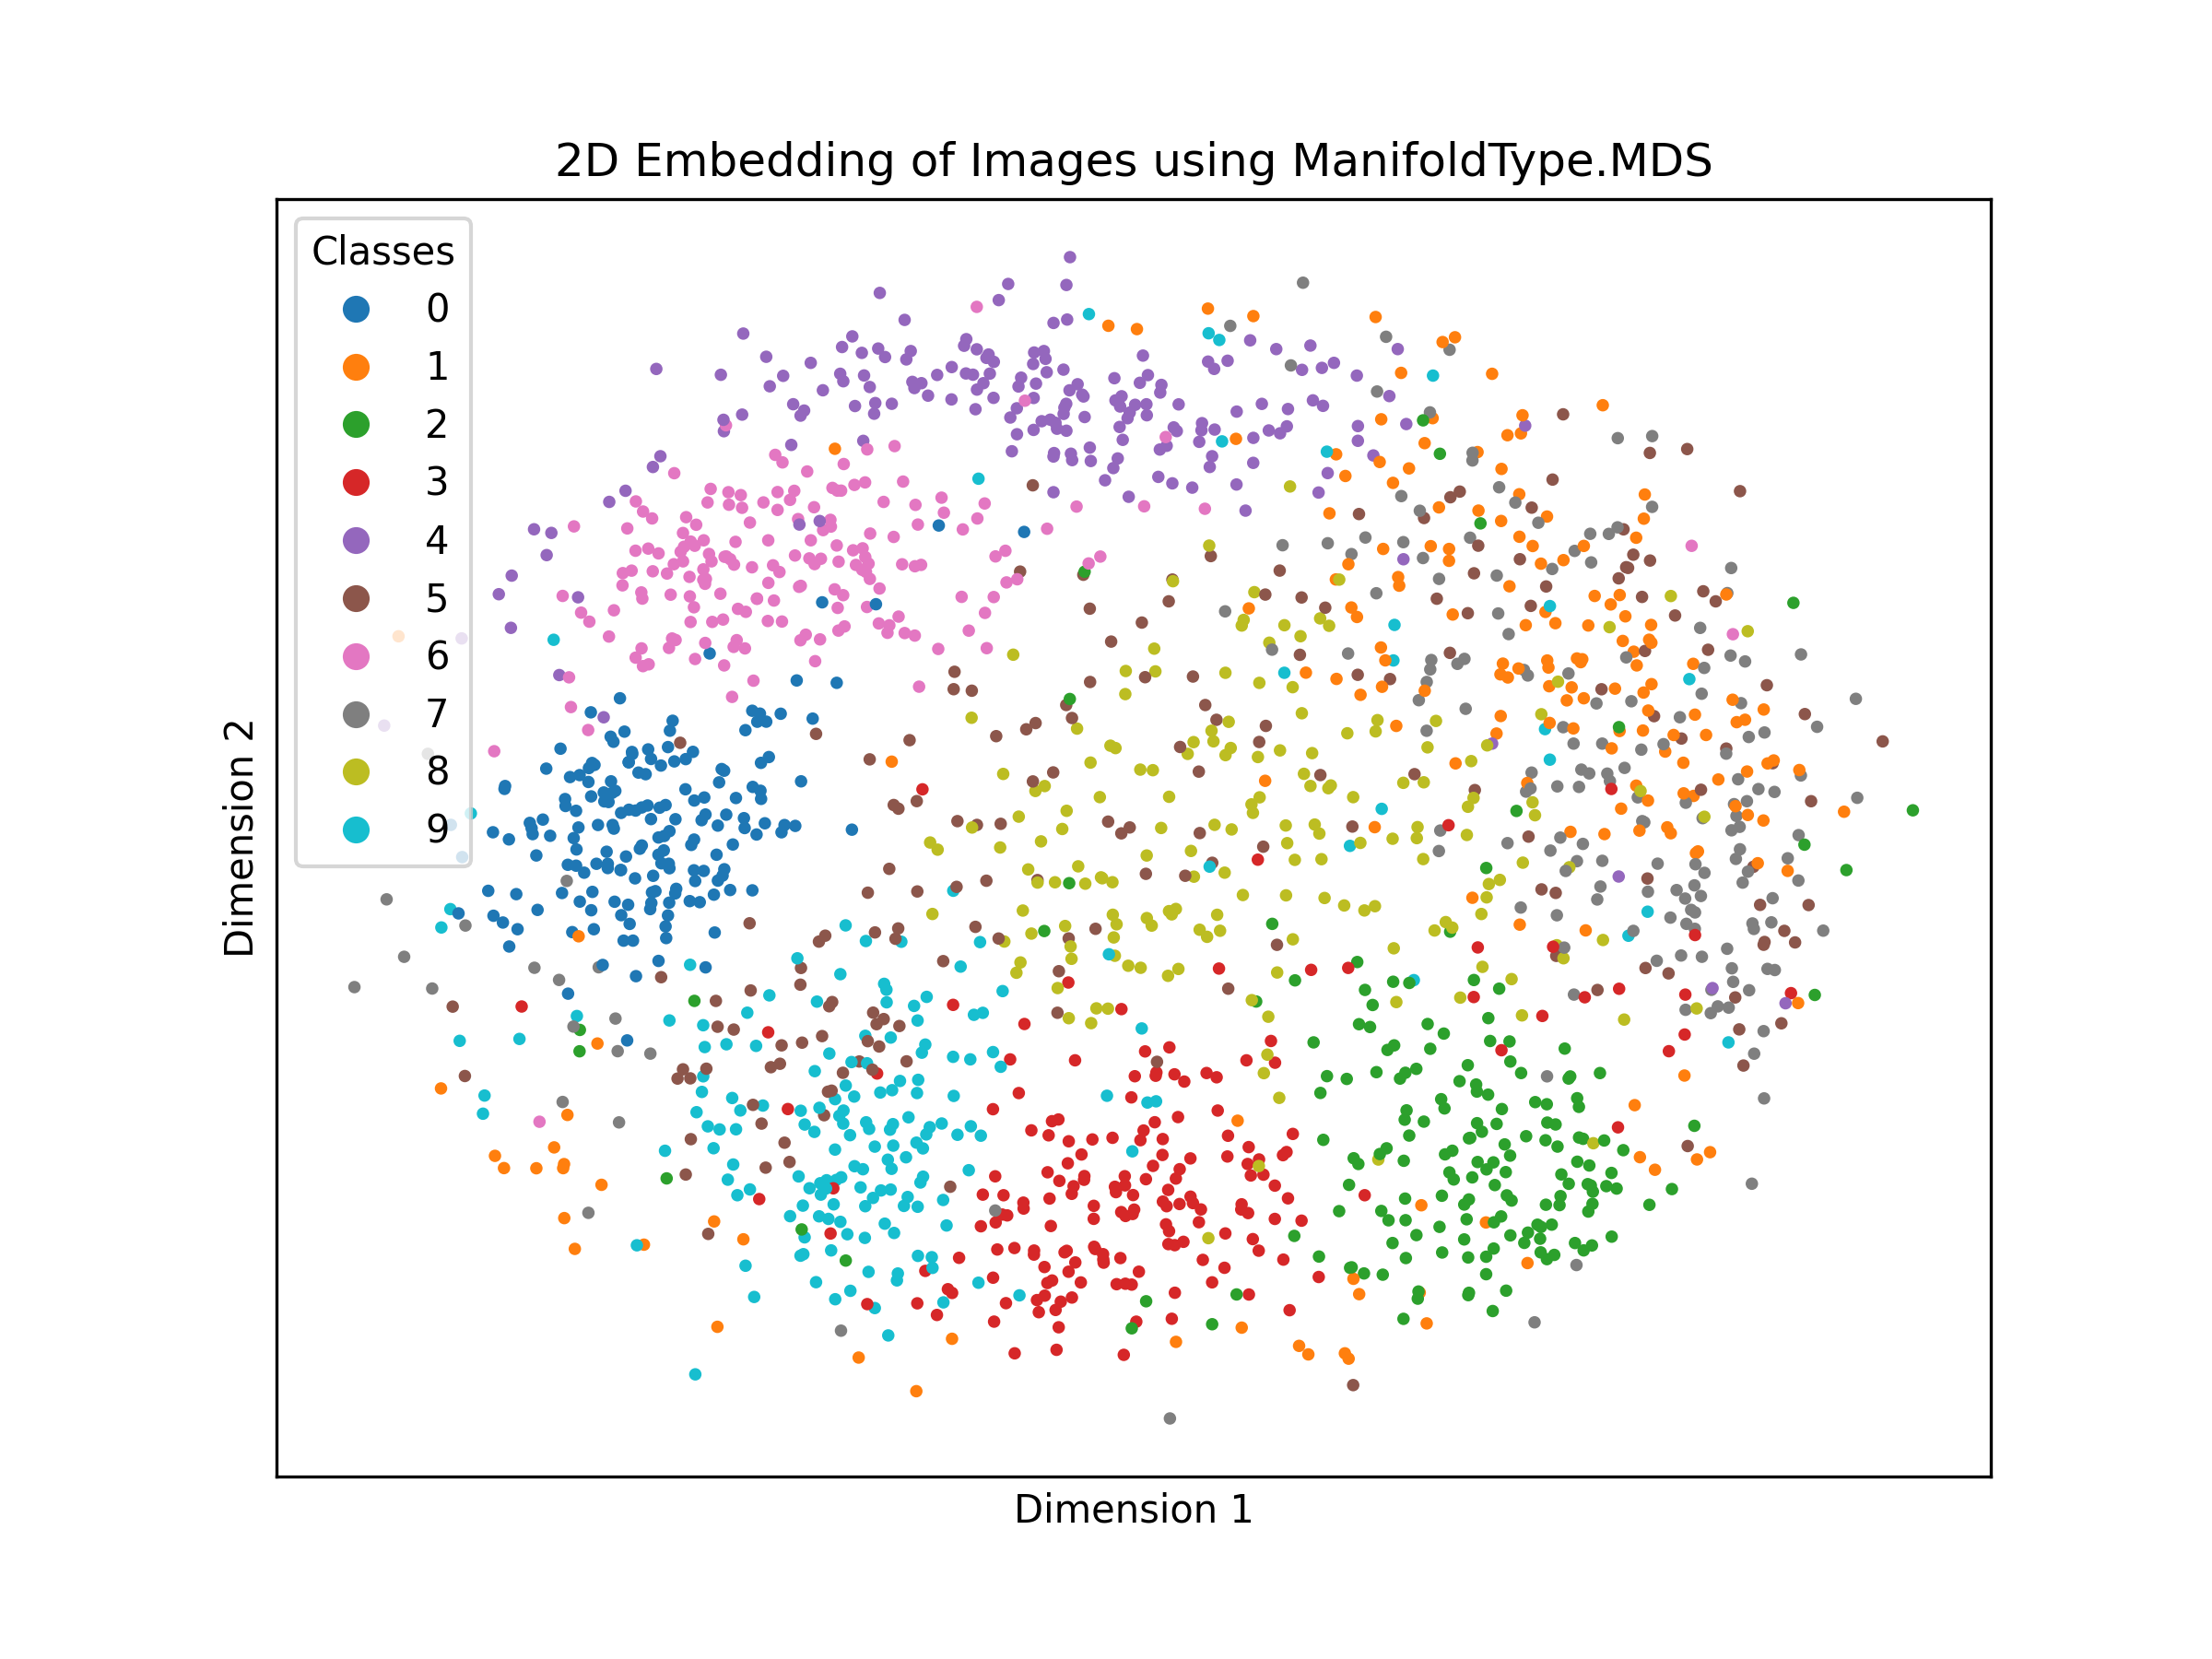 2D Embedding of Images using ManifoldType.MDS
Classes
0
1
2
3
4
5
6
7
8
9
Dimension 2
Dimension 1